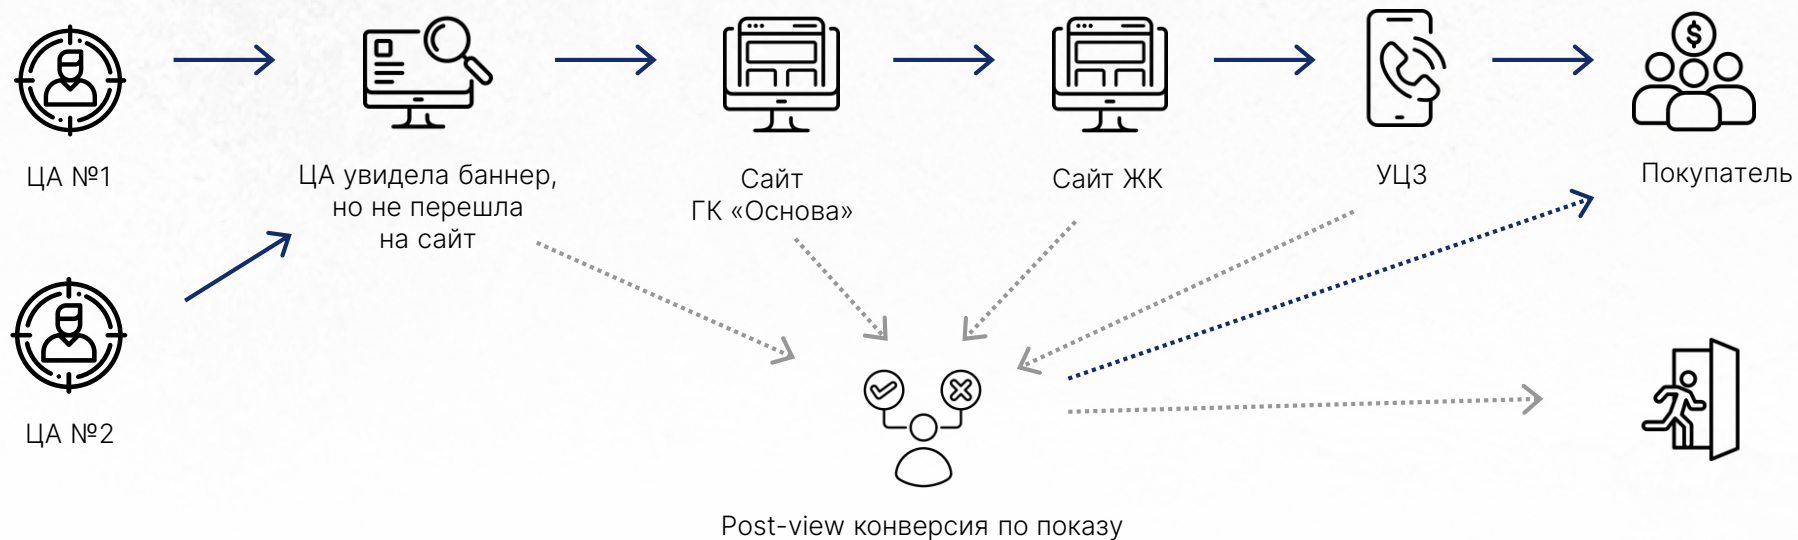 ЦА №1
ЦА увидела баннер,
но не перешла
на сайт
Сайт
ГК «Основа»
Сайт ЖК
УЦЗ
Покупатель
$
ЦА №2
Post-view конверсия по показу